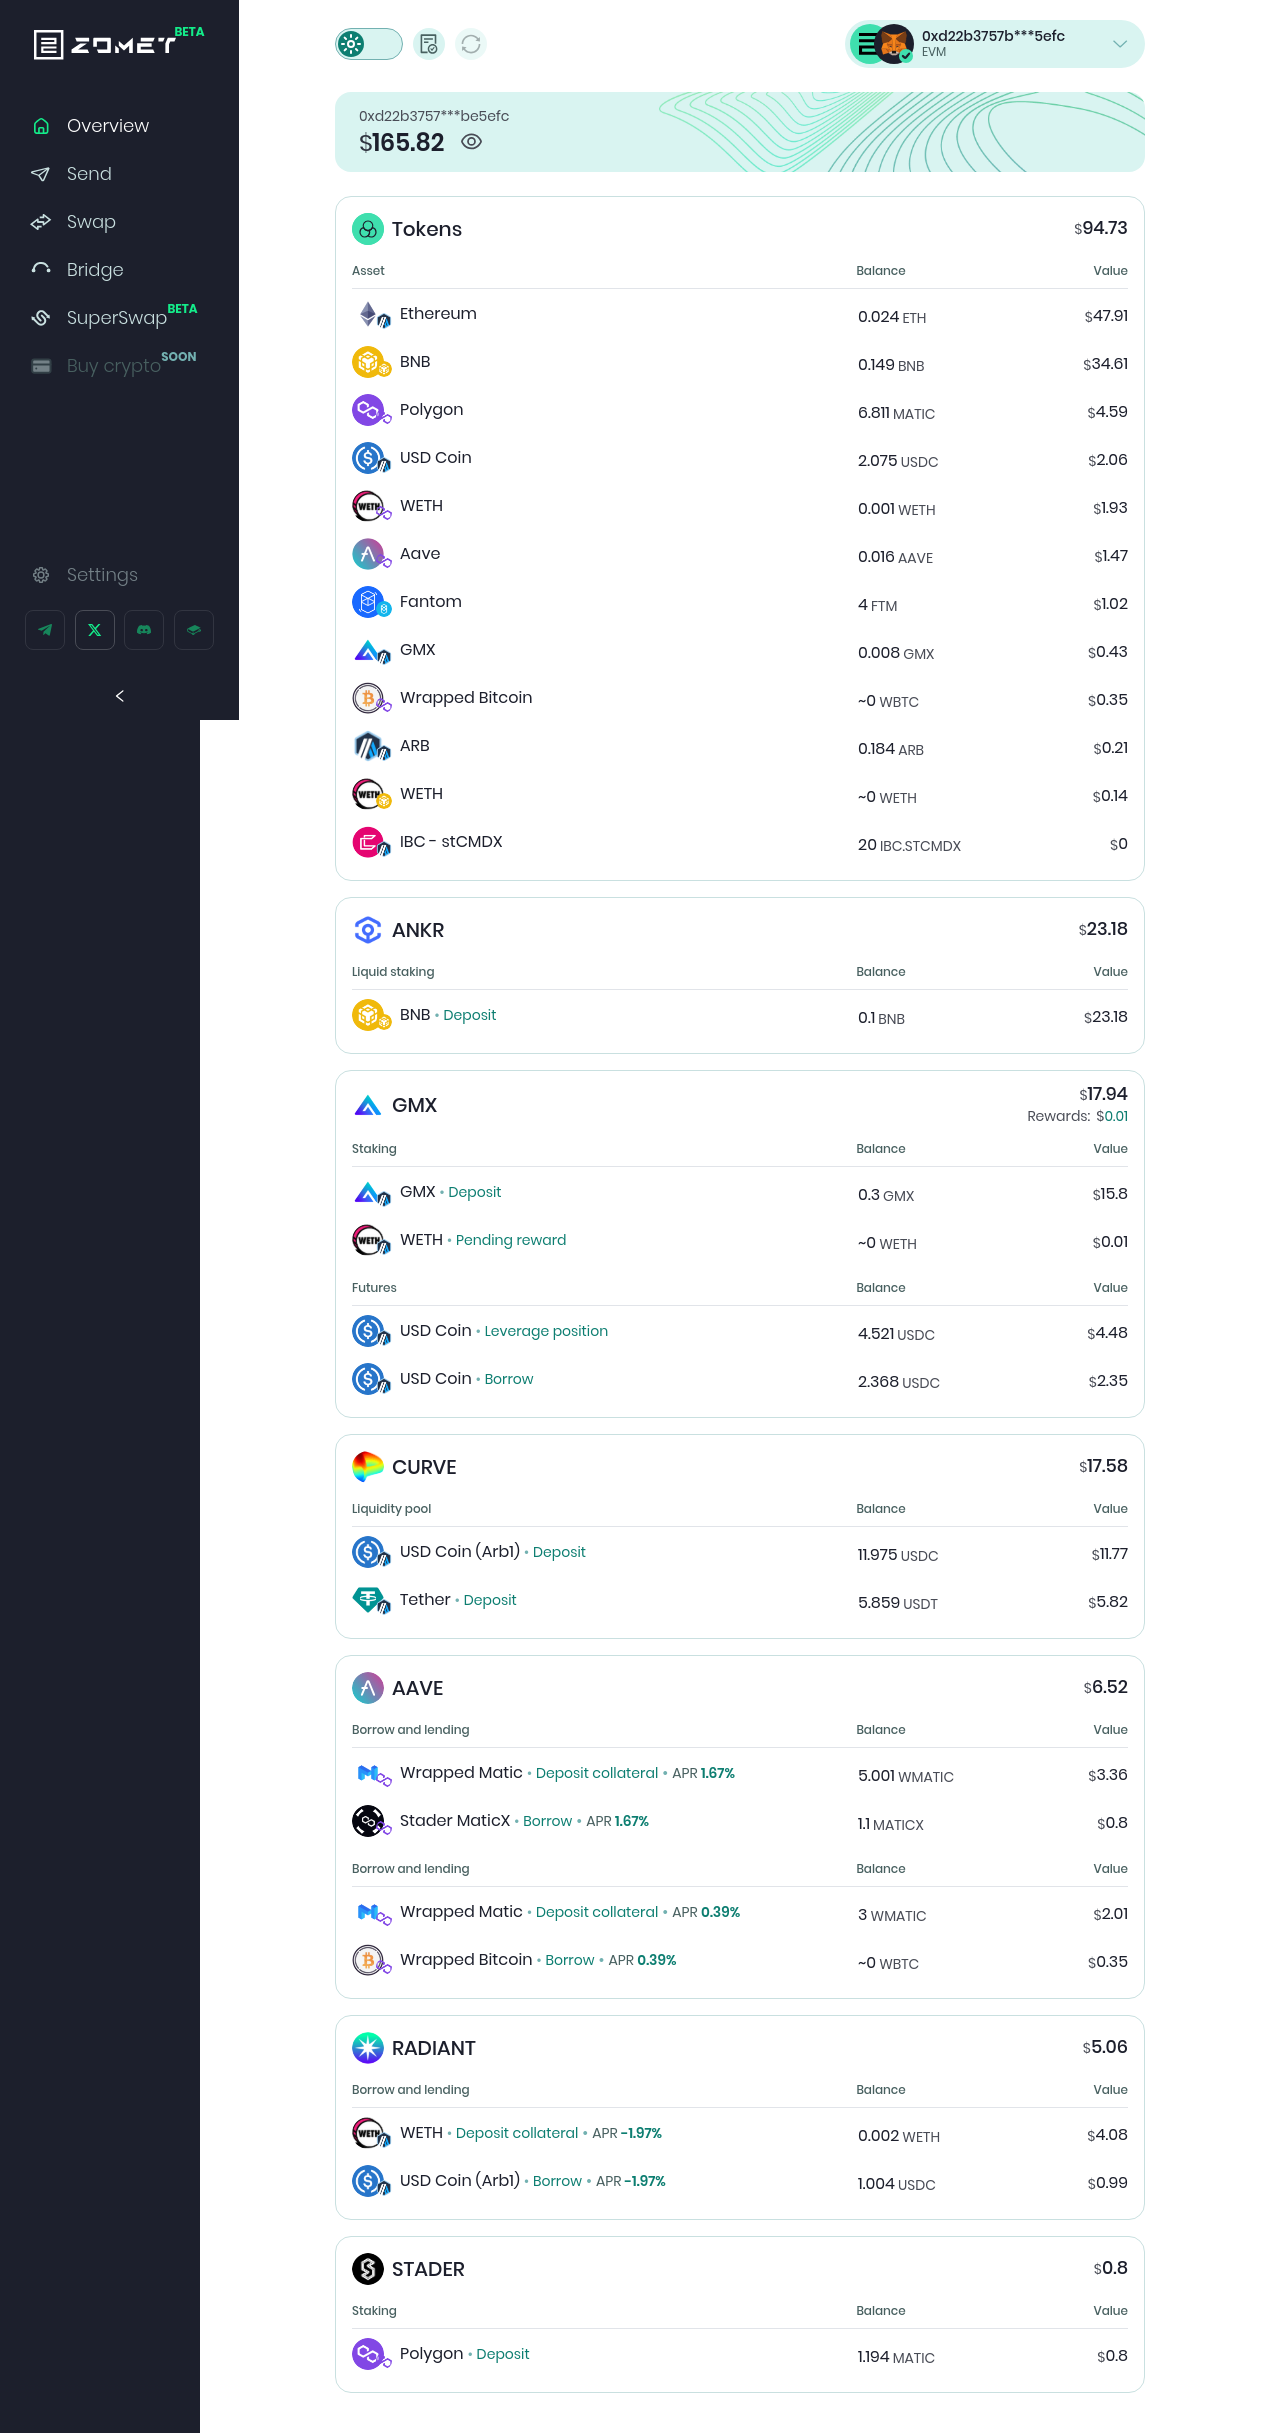 ZOMET BETA
Overview
Send
Swap
Bridge
SuperSwap BETA
Buy crypto SOON
Settings
0xd22b3757b***5efc
EVM
0xd22b3757***be5efc
$165.82
Tokens $94.73
Asset Balance Value
Ethereum 0.024 ETH $47.91
BNB 0.149 BNB $34.61
Polygon 6.811 MATIC $4.59
USD Coin 2.075 USDC $2.06
WETH 0.001 WETH $1.93
Aave 0.016 AAVE $1.47
Fantom 4 FTM $1.02
GMX 0.008 GMX $0.43
Wrapped Bitcoin ~0 WBTC $0.35
ARB 0.184 ARB $0.21
WETH ~0 WETH $0.14
IBC - stCMDX 20 IBC.STCMDX $0
ANKR $23.18
Liquid staking Balance Value
BNB • Deposit 0.1 BNB $23.18
GMX $17.94
Rewards: $0.01
Staking Balance Value
GMX • Deposit 0.3 GMX $15.8
WETH • Pending reward ~0 WETH $0.01
Futures Balance Value
USD Coin • Leverage position 4.521 USDC $4.48
USD Coin • Borrow 2.368 USDC $2.35
CURVE $17.58
Liquidity pool Balance Value
USD Coin (Arb1) • Deposit 11.975 USDC $11.77
Tether • Deposit 5.859 USDT $5.82
AAVE $6.52
Borrow and lending Balance Value
Wrapped Matic • Deposit collateral • APR 1.67% 5.001 WMATIC $3.36
Stader MaticX • Borrow • APR 1.67% 1.1 MATICX $0.8
Borrow and lending Balance Value
Wrapped Matic • Deposit collateral • APR 0.39% 3 WMATIC $2.01
Wrapped Bitcoin • Borrow • APR 0.39% ~0 WBTC $0.35
RADIANT $5.06
Borrow and lending Balance Value
WETH • Deposit collateral • APR -1.97% 0.002 WETH $4.08
USD Coin (Arb1) • Borrow • APR -1.97% 1.004 USDC $0.99
STADER $0.8
Staking Balance Value
Polygon • Deposit 1.194 MATIC $0.8